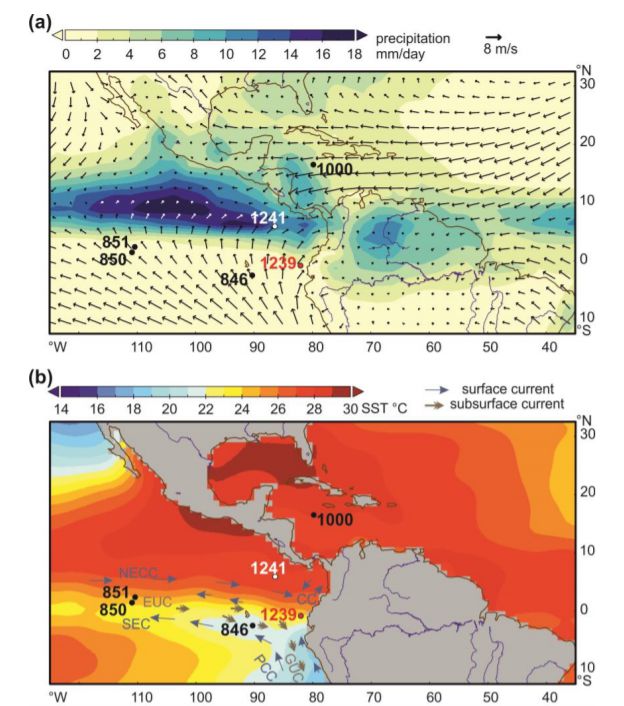 (a)
precipitation
mm/day
0 2 4 6 8 10 12 14 16 18
8 m/s
°N
30
20
10
0
10
°S
1000
1241
851
850
1239
846
°W 110 100 90 80 70 60 50 40
(b)
surface current
subsurface current
14 16 18 20 22 24 26 28 30 SST °C
°N
30
20
10
0
10
°S
1000
1241
NECC
851
850
EUC
CC
1239
SEC
846
PCC
GUC
°W 110 100 90 80 70 60 50 40